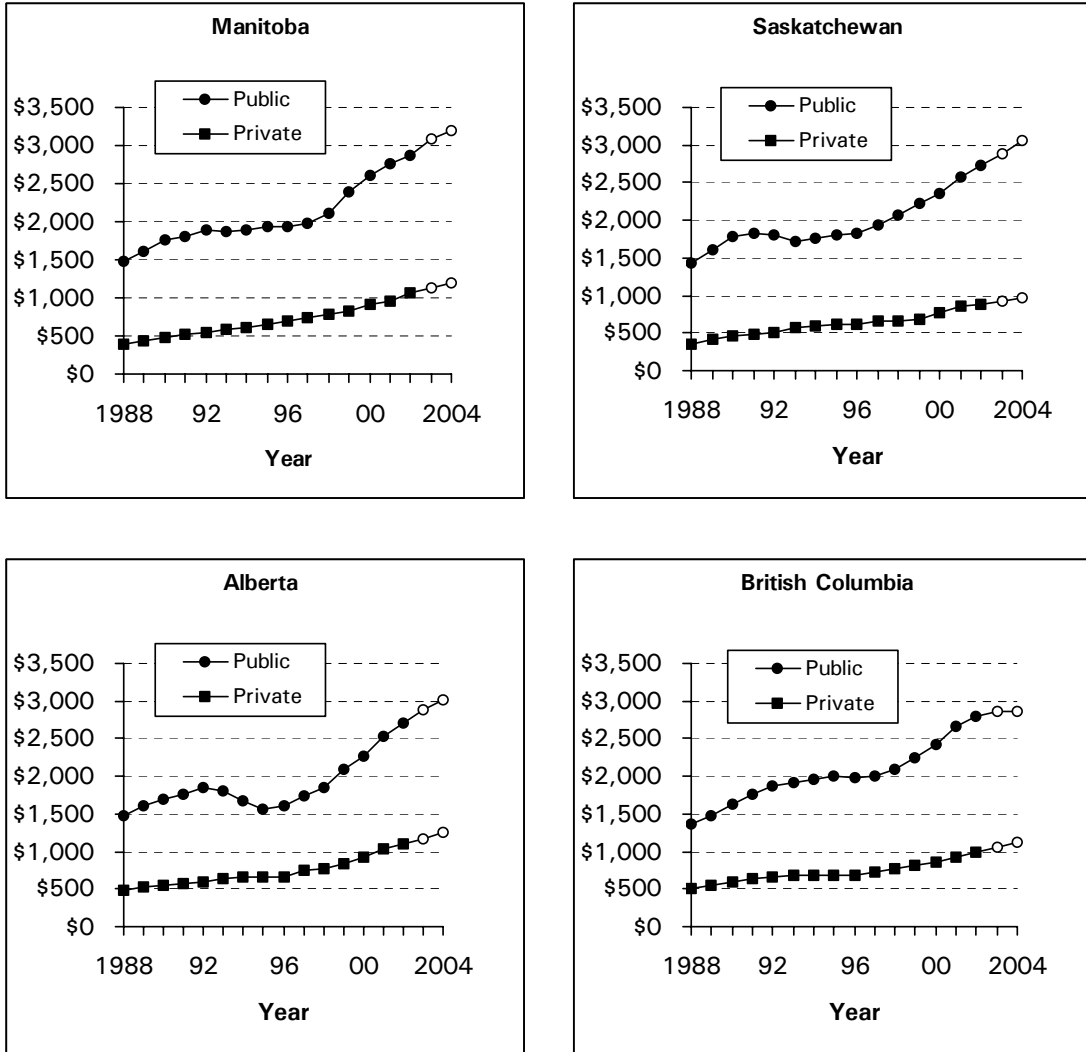 Manitoba
Public
Private
$3,500
$3,000
$2,500
$2,000
$1,500
$1,000
$500
$0
1988 92 96 00 2004
Year
Saskatchewan
Public
Private
$3,500
$3,000
$2,500
$2,000
$1,500
$1,000
$500
$0
1988 92 96 00 2004
Year
Alberta
Public
Private
$3,500
$3,000
$2,500
$2,000
$1,500
$1,000
$500
$0
1988 92 96 00 2004
Year
British Columbia
Public
Private
$3,500
$3,000
$2,500
$2,000
$1,500
$1,000
$500
$0
1988 92 96 00 2004
Year